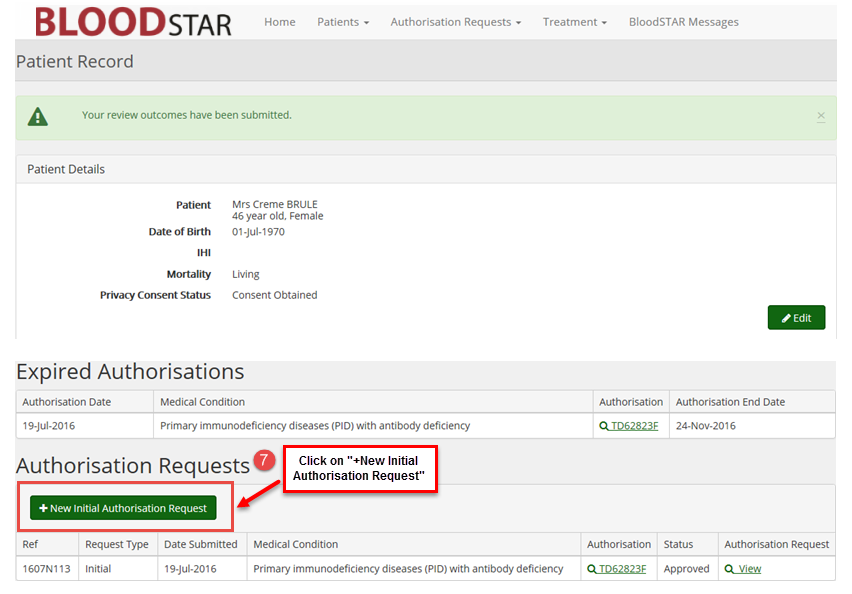 BLOODSTAR Home Patients Authorisation Requests Treatment BloodSTAR Messages
Patient Record
Your review outcomes have been submitted. ×
Patient Details
Patient Mrs Creme BRULE
46 year old, Female
Date of Birth 01-Jul-1970
IHI
Mortality Living
Privacy Consent Status Consent Obtained
Edit
Expired Authorisations
Authorisation Date Medical Condition Authorisation Authorisation End Date
19-Jul-2016 Primary immunodeficiency diseases (PID) with antibody deficiency TD62823F 24-Nov-2016
Authorisation Requests 7
Click on "+New Initial
Authorisation Request"
+ New Initial Authorisation Request
Ref Request Type Date Submitted Medical Condition Authorisation Status Authorisation Request
1607N113 Initial 19-Jul-2016 Primary immunodeficiency diseases (PID) with antibody deficiency TD62823F Approved View